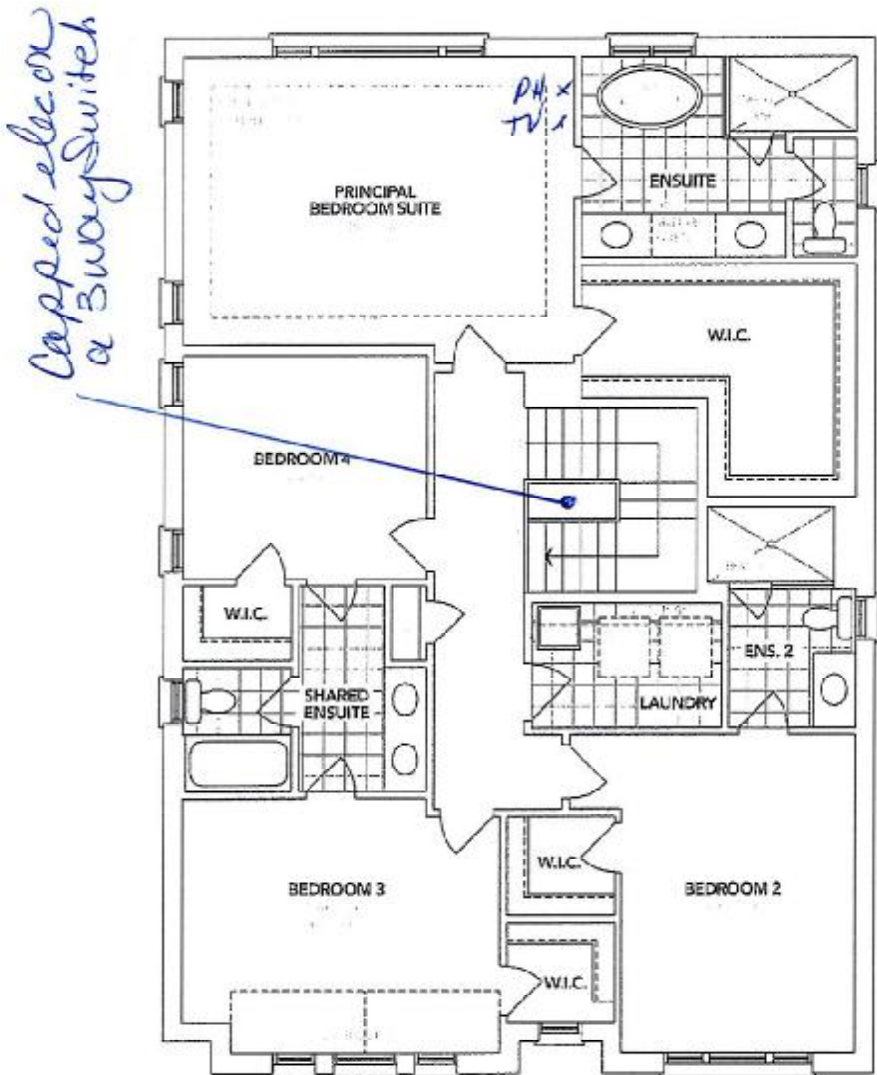 Capped elec on
a 3way Switch
PH x
TV x
PRINCIPAL
BEDROOM SUITE
ENSUITE
W.I.C.
BEDROOM 4
W.I.C.
SHARED
ENSUITE
ENS. 2
LAUNDRY
BEDROOM 3
W.I.C.
BEDROOM 2
W.I.C.